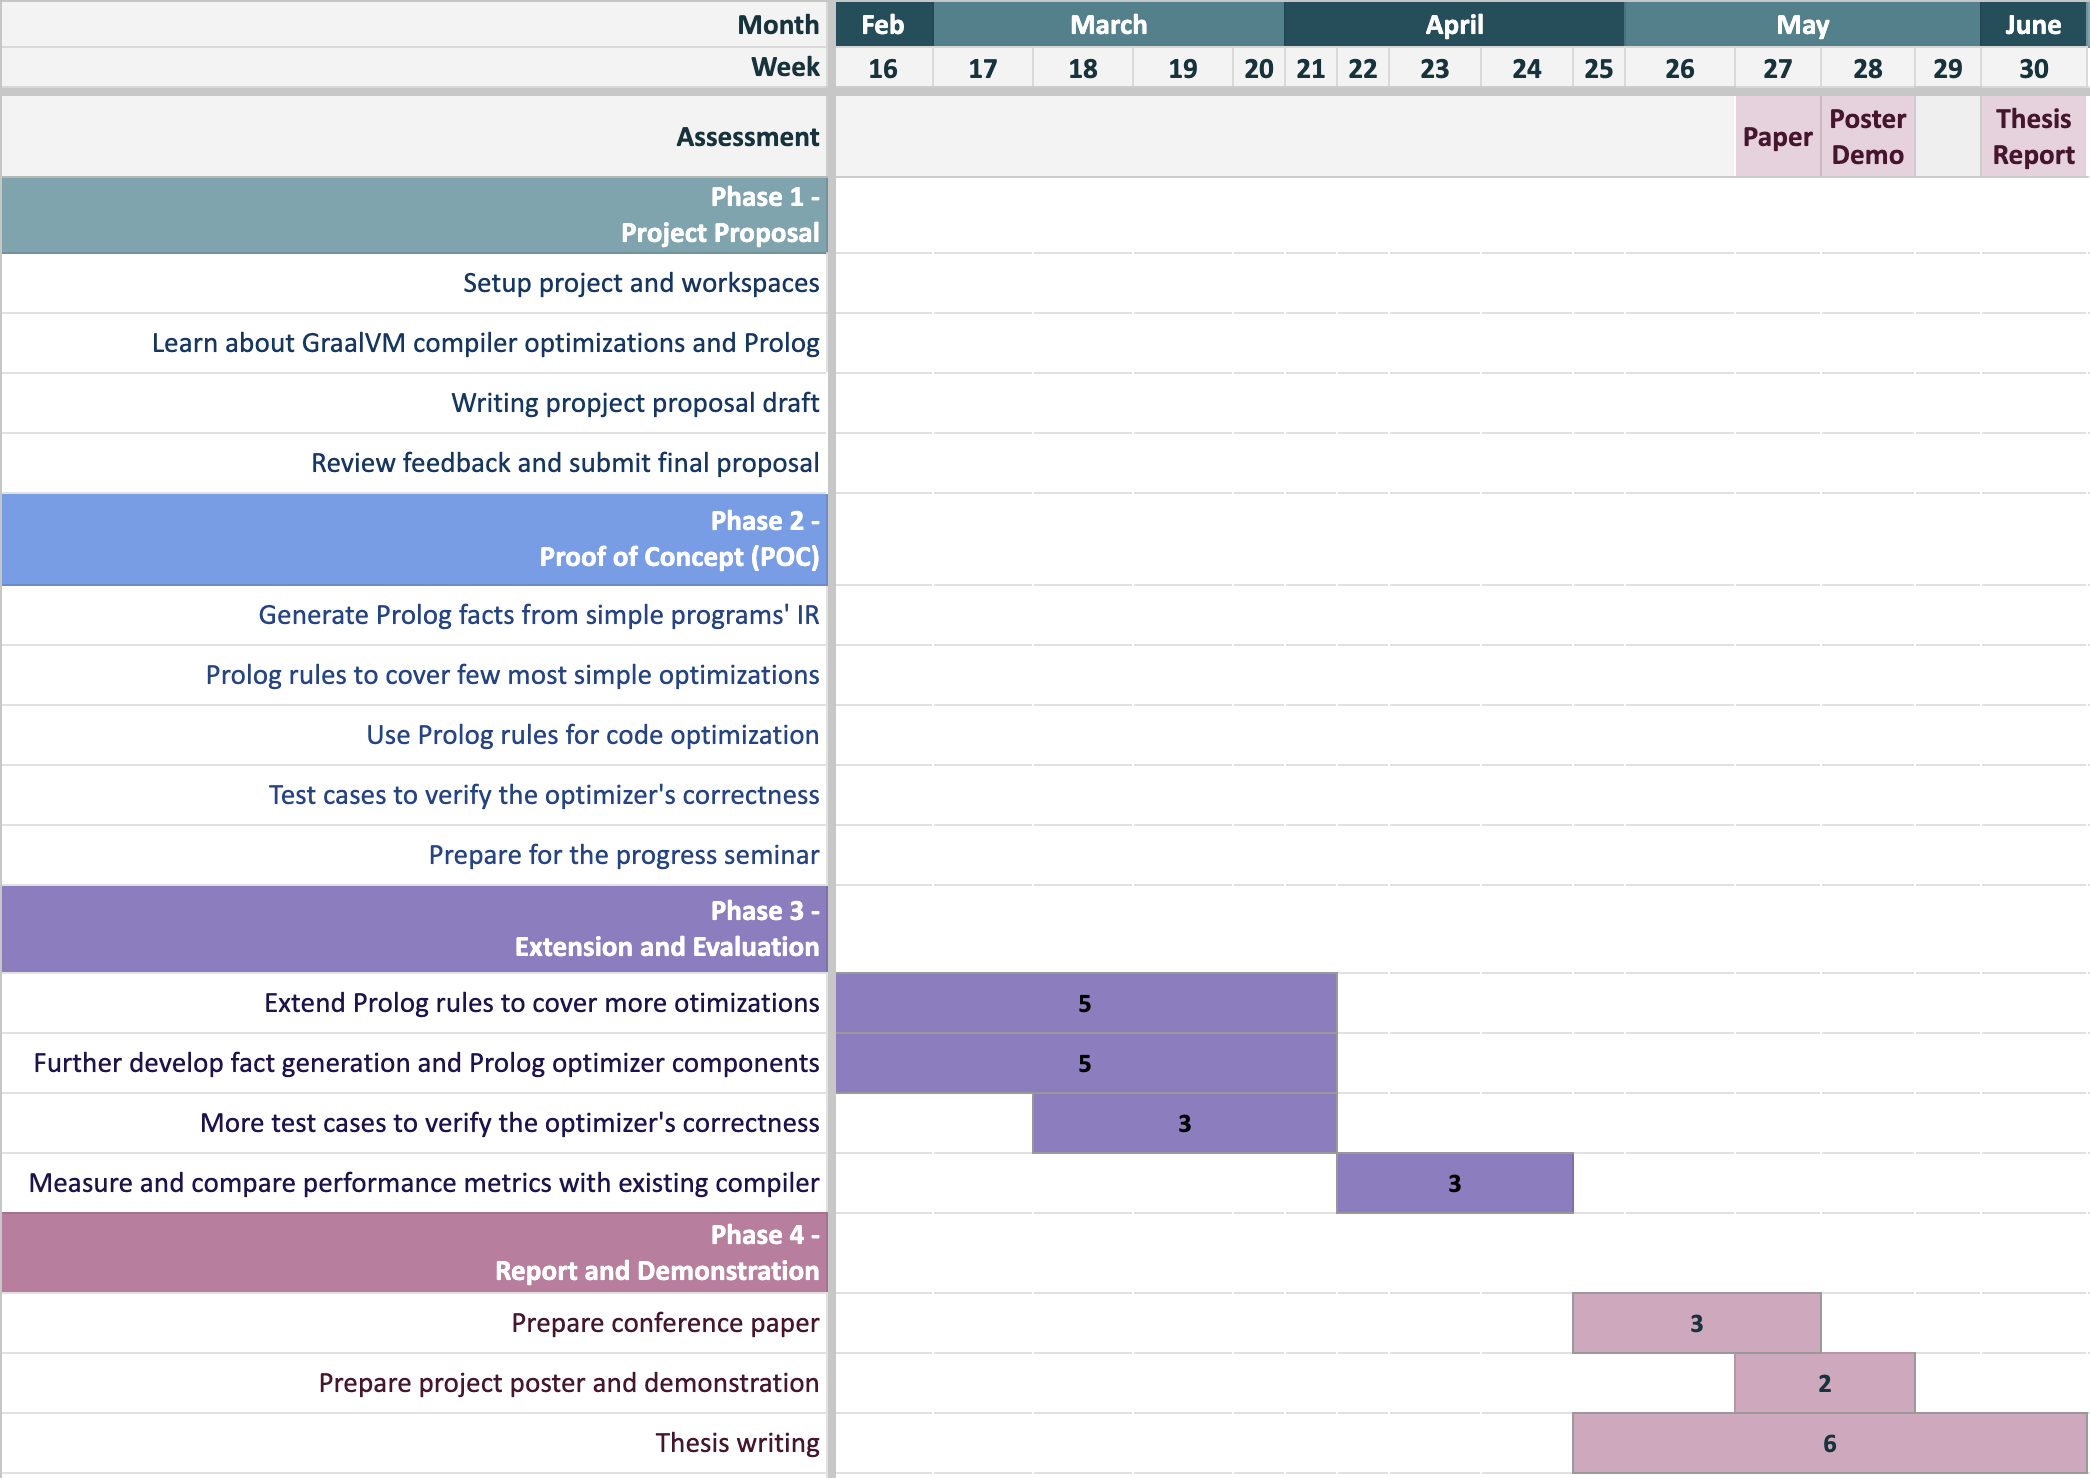 Month Feb March April May June
Week 16 17 18 19 20 21 22 23 24 25 26 27 28 29 30
Assessment Paper Poster Demo Thesis Report
Phase 1 -
Project Proposal
Setup project and workspaces
Learn about GraalVM compiler optimizations and Prolog
Writing propject proposal draft
Review feedback and submit final proposal
Phase 2 -
Proof of Concept (POC)
Generate Prolog facts from simple programs' IR
Prolog rules to cover few most simple optimizations
Use Prolog rules for code optimization
Test cases to verify the optimizer's correctness
Prepare for the progress seminar
Phase 3 -
Extension and Evaluation
Extend Prolog rules to cover more otimizations 5
Further develop fact generation and Prolog optimizer components 5
More test cases to verify the optimizer's correctness 3
Measure and compare performance metrics with existing compiler 3
Phase 4 -
Report and Demonstration
Prepare conference paper 3
Prepare project poster and demonstration 2
Thesis writing 6